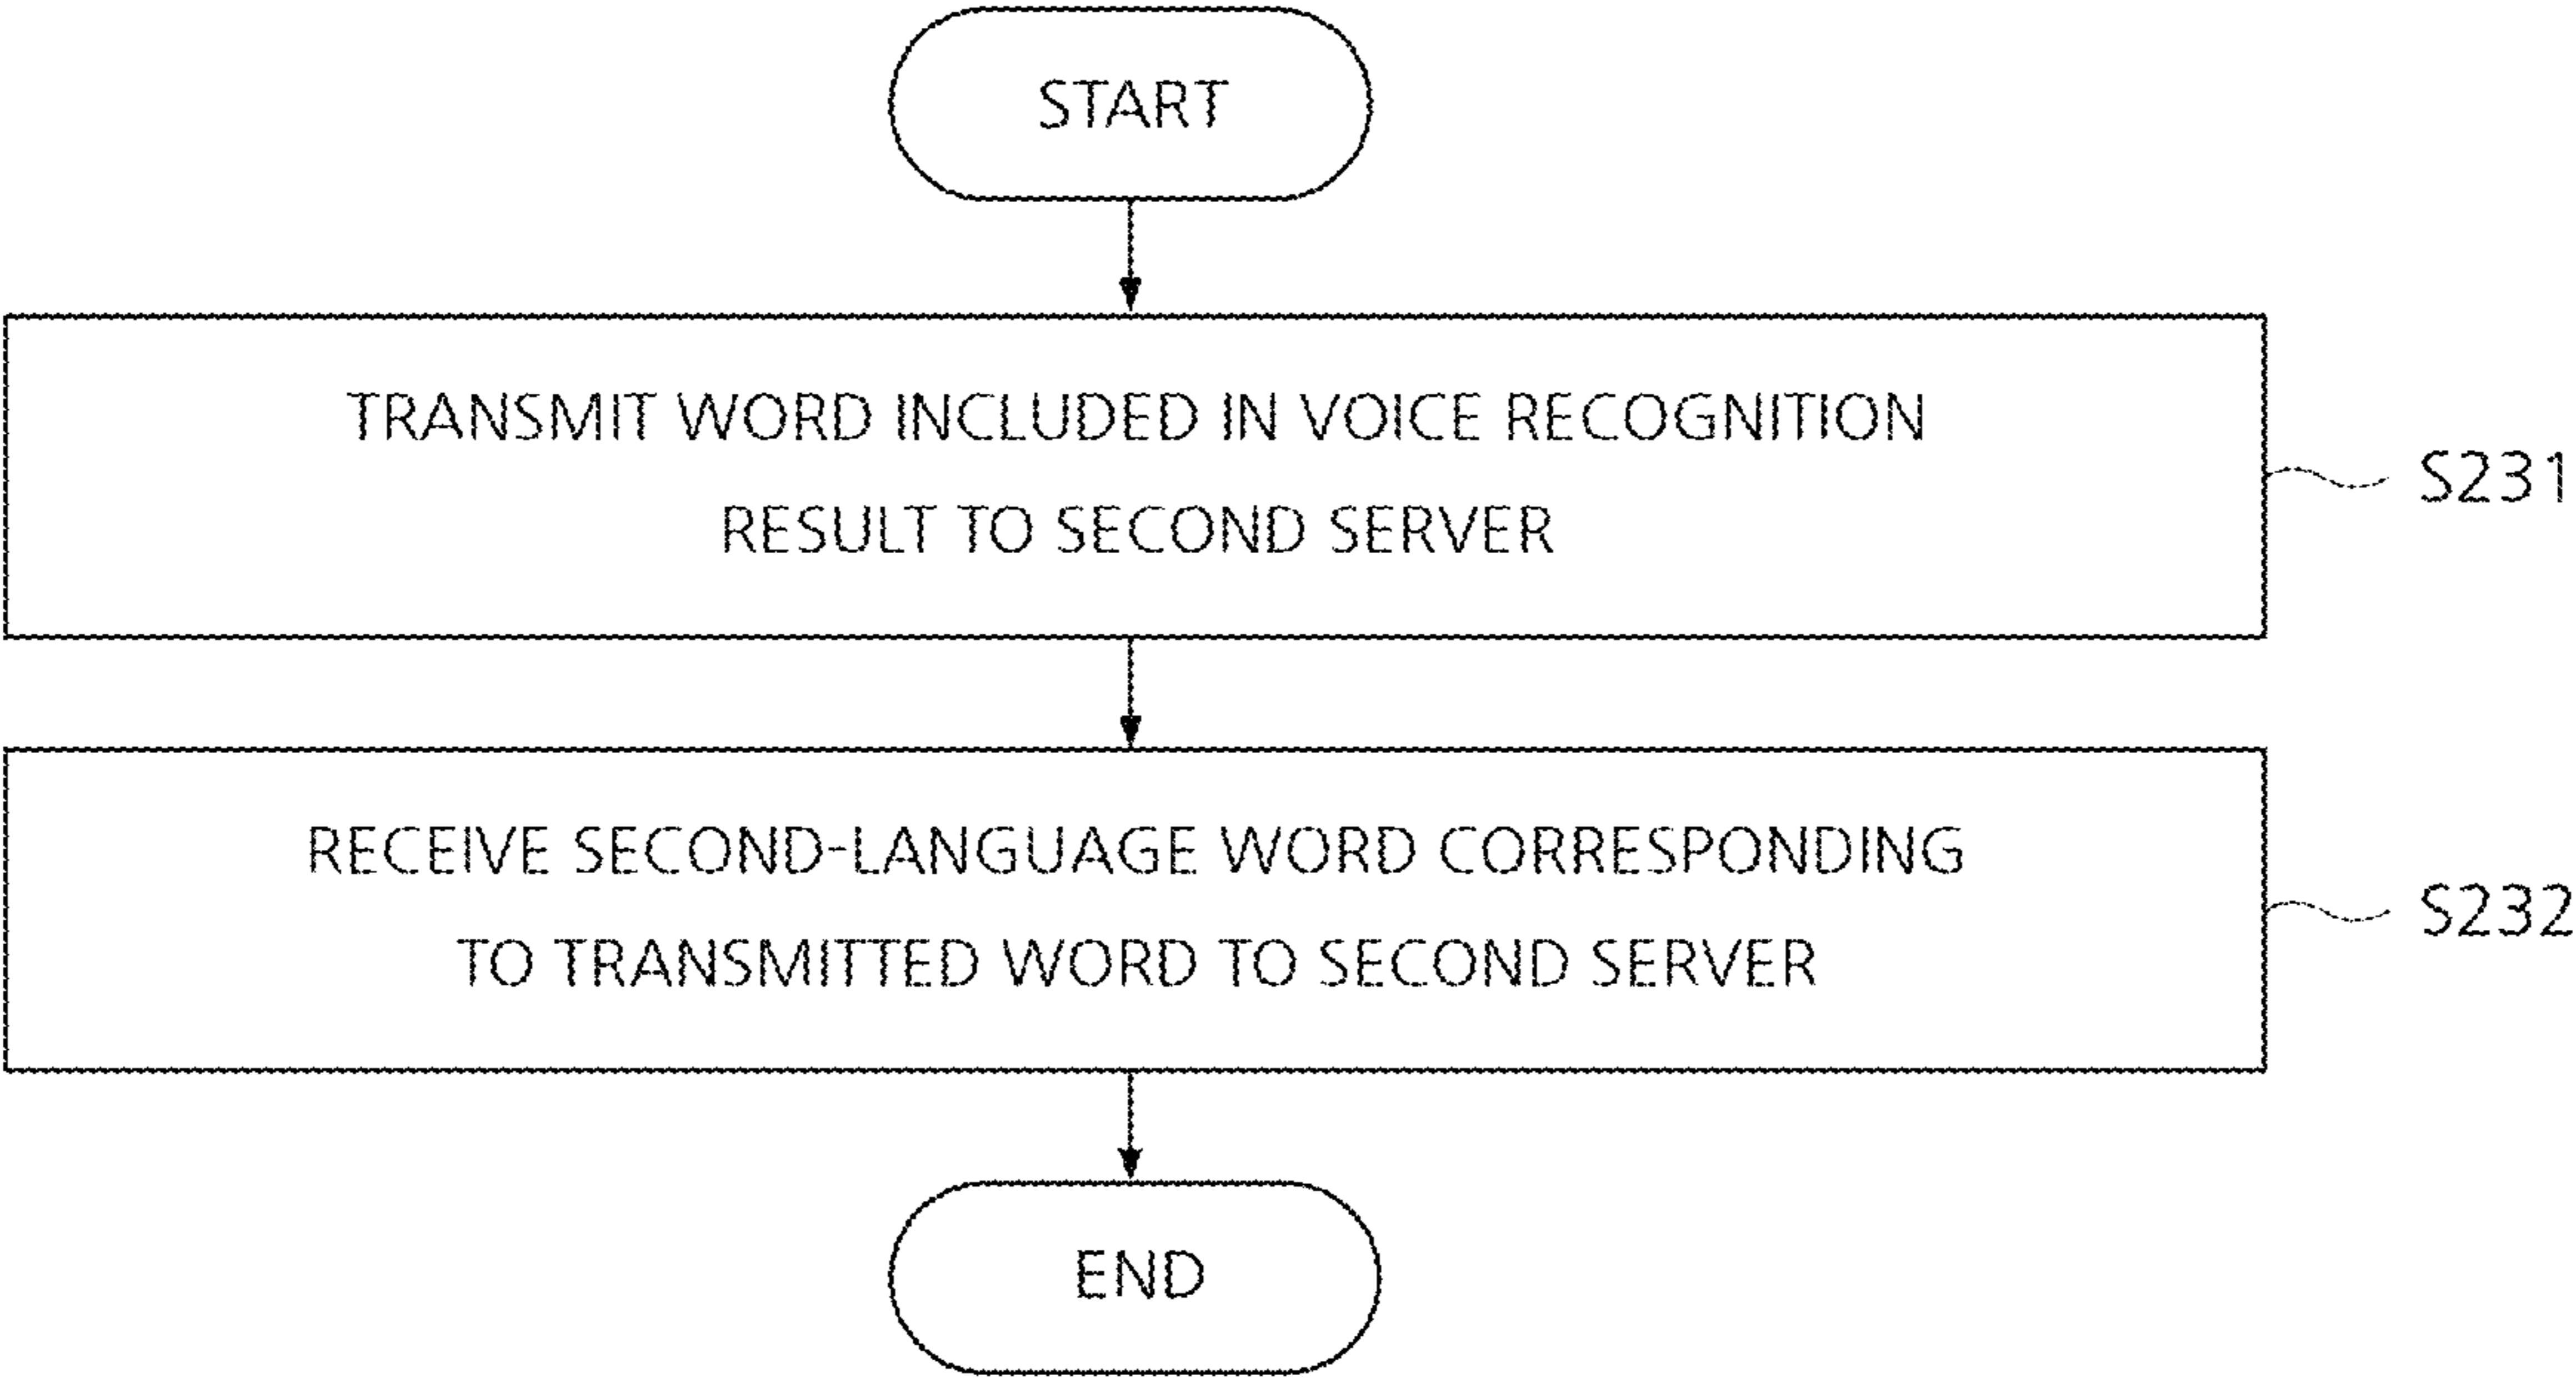 START
TRANSMIT WORD INCLUDED IN VOICE RECOGNITION
RESULT TO SECOND SERVER
S231
RECEIVE SECOND-LANGUAGE WORD CORRESPONDING
TO TRANSMITTED WORD TO SECOND SERVER
S232
END